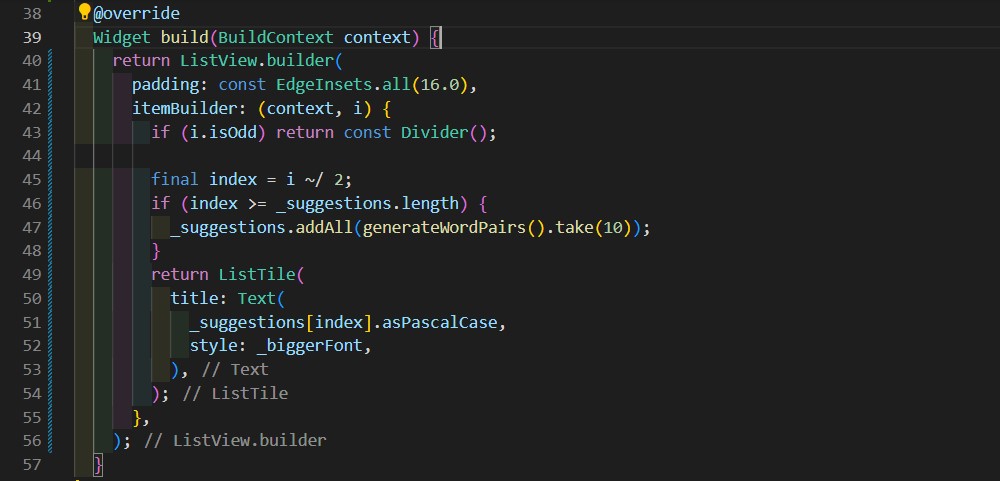 38 @override
39 Widget build(BuildContext context) {
40 return ListView.builder(
41 padding: const EdgeInsets.all(16.0),
42 itemBuilder: (context, i) {
43 if (i.isOdd) return const Divider();
44
45 final index = i ~/ 2;
46 if (index >= _suggestions.length) {
47 _suggestions.addAll(generateWordPairs().take(10));
48 }
49 return ListTile(
50 title: Text(
51 _suggestions[index].asPascalCase,
52 style: _biggerFont,
53 ), // Text
54 ); // ListTile
55 },
56 ); // ListView.builder
57 }